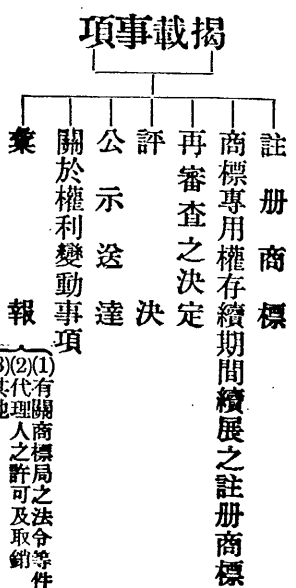 揭載事項
註册商標
商標專用權存續期間續展之註册商標
再審查之決定
評決
公示送達
關於權利變動事項
彙報
(1)有關商標局之法令等件
(2)代理人之許可及取銷
(3)其他